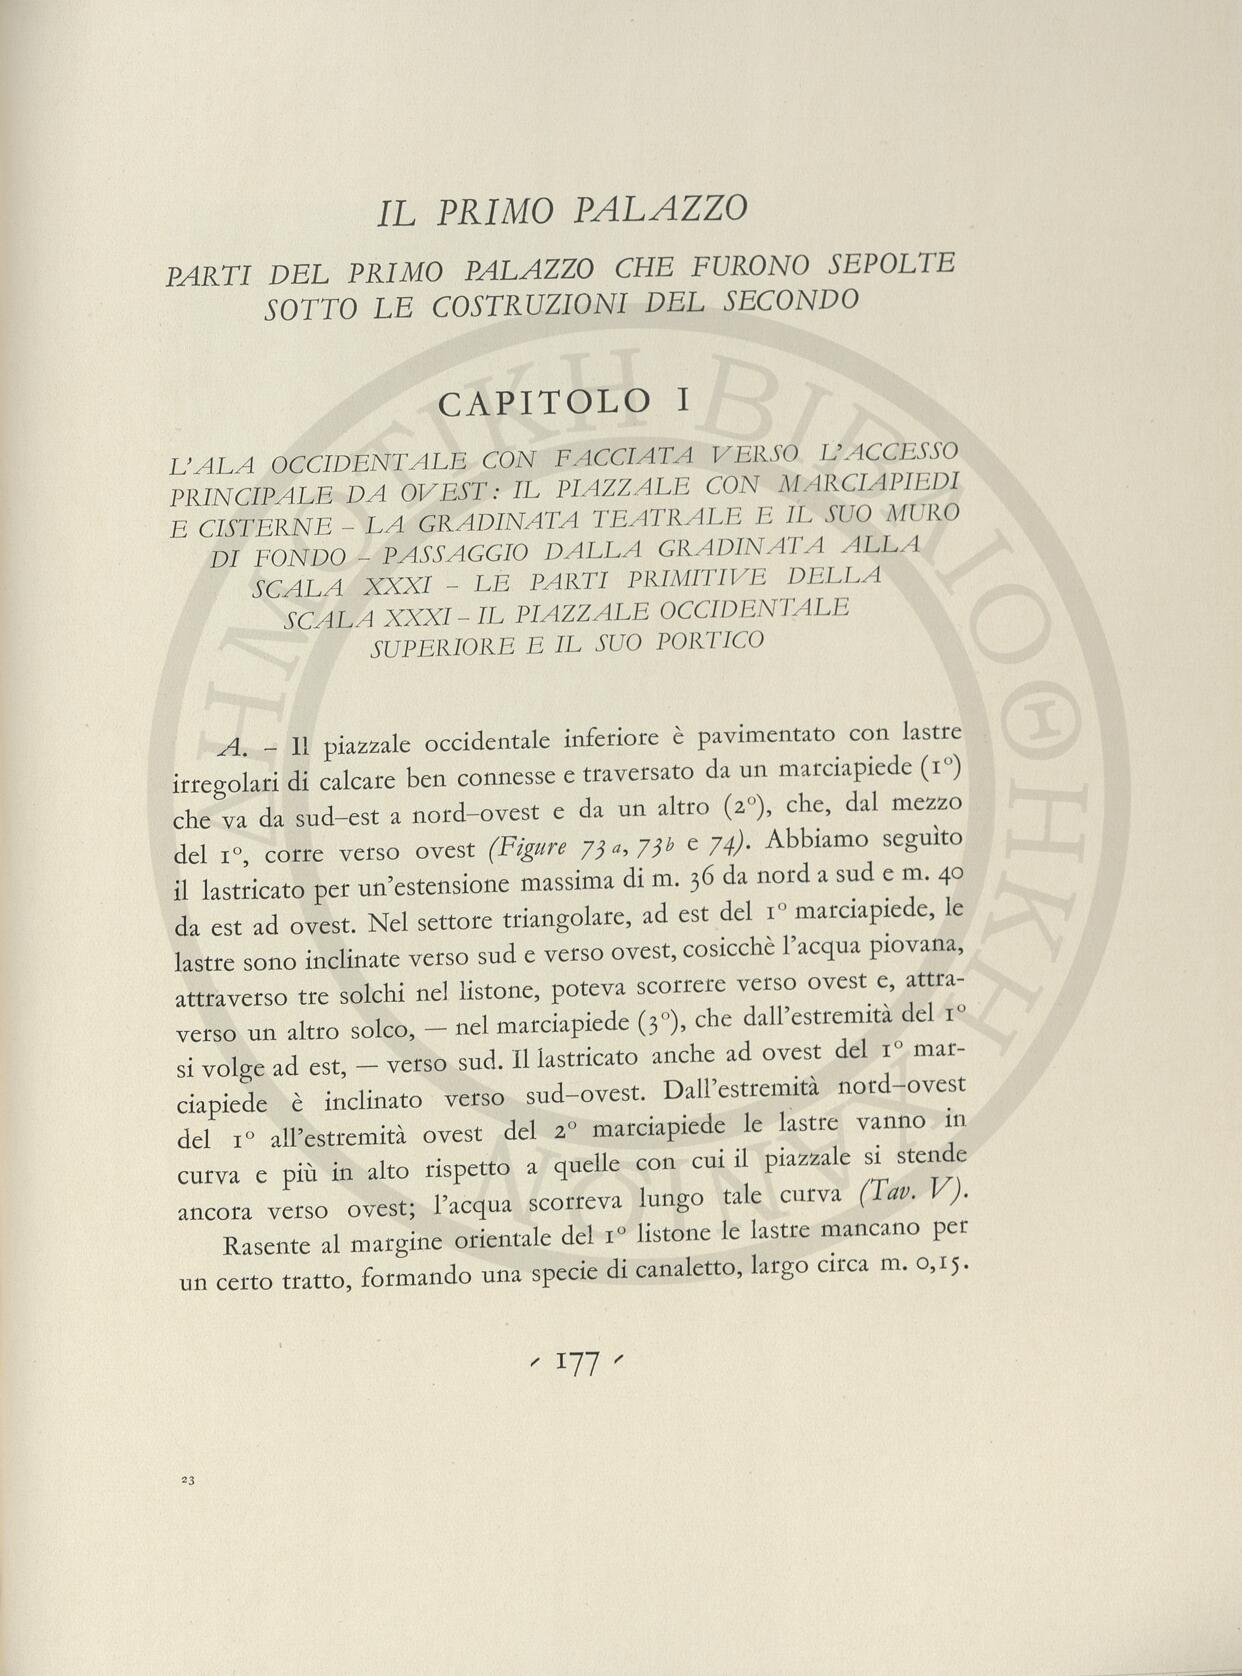 IL PRIMO PALAZZO
PARTI DEL PRIMO PALAZZO CHE FURONO SEPOLTE
SOTTO LE COSTRUZIONI DEL SECONDO
CAPITOLO I
L'ALA OCCIDENTALE CON FACCIATA VERSO L'ACCESSO
PRINCIPALE DA OVEST: IL PIAZZALE CON MARCIAPIEDI
E CISTERNE – LA GRADINATA TEATRALE E IL SUO MURO
DI FONDO – PASSAGGIO DALLA GRADINATA ALLA
SCALA XXXI – LE PARTI PRIMITIVE DELLA
SCALA XXXI – IL PIAZZALE OCCIDENTALE
SUPERIORE E IL SUO PORTICO
A. – Il piazzale occidentale inferiore è pavimentato con lastre
irregolari di calcare ben connesse e traversato da un marciapiede (1°)
che va da sud–est a nord–ovest e da un altro (2°), che, dal mezzo
del 1°, corre verso ovest (Figure 73 a, 73 b e 74). Abbiamo seguìto
il lastricato per un'estensione massima di m. 36 da nord a sud e m. 40
da est ad ovest. Nel settore triangolare, ad est del 1° marciapiede, le
lastre sono inclinate verso sud e verso ovest, cosicchè l'acqua piovana,
attraverso tre solchi nel listone, poteva scorrere verso ovest e, attra-
verso un altro solco, — nel marciapiede (3°), che dall'estremità del 1°
si volge ad est, — verso sud. Il lastricato anche ad ovest del 1° mar-
ciapiede è inclinato verso sud–ovest. Dall'estremità nord–ovest
del 1° all'estremità ovest del 2° marciapiede le lastre vanno in
curva e più in alto rispetto a quelle con cui il piazzale si stende
ancora verso ovest; l'acqua scorreva lungo tale curva (Tav. V).
Rasente al margine orientale del 1° listone le lastre mancano per
un certo tratto, formando una specie di canaletto, largo circa m. 0,15.
- 177 -
23
ΔΗΜΟΤΙΚΗ ΒΙΒΛΙΟΘΗΚΗ
ΧΑΝΙΩΝ